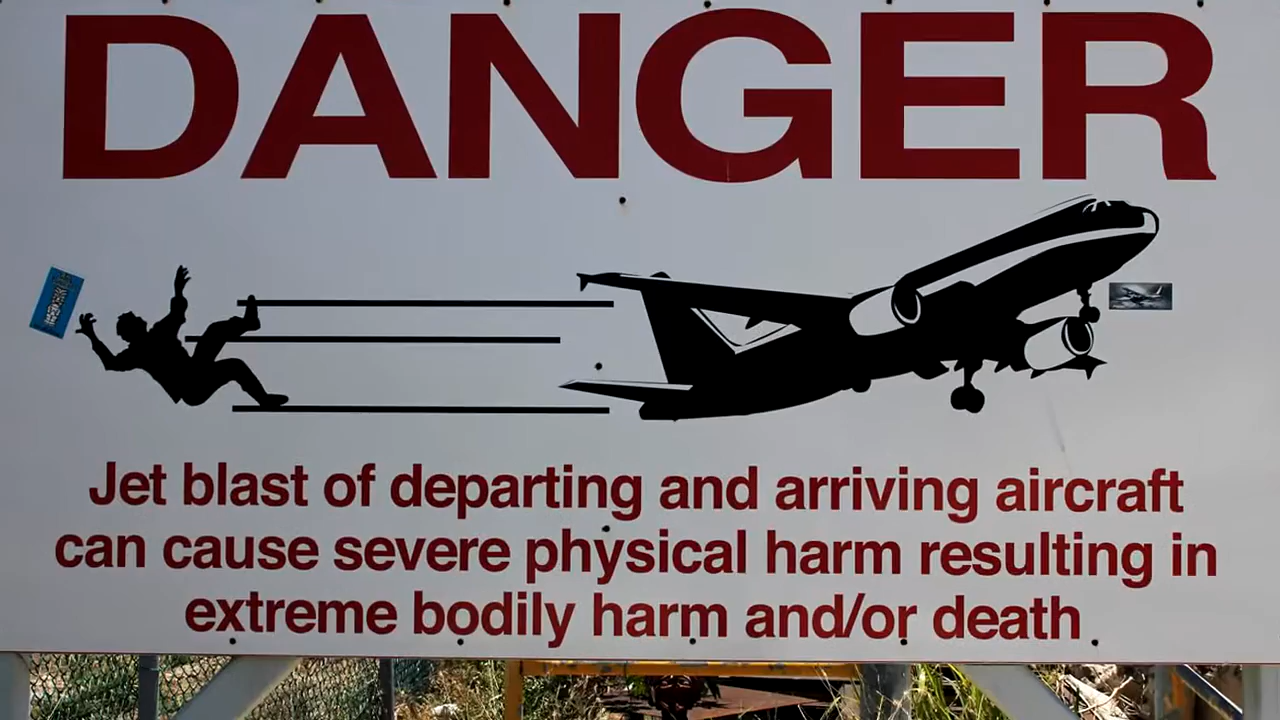 DANGER
Jet blast of departing and arriving aircraft
can cause severe physical harm resulting in
extreme bodily harm and/or death